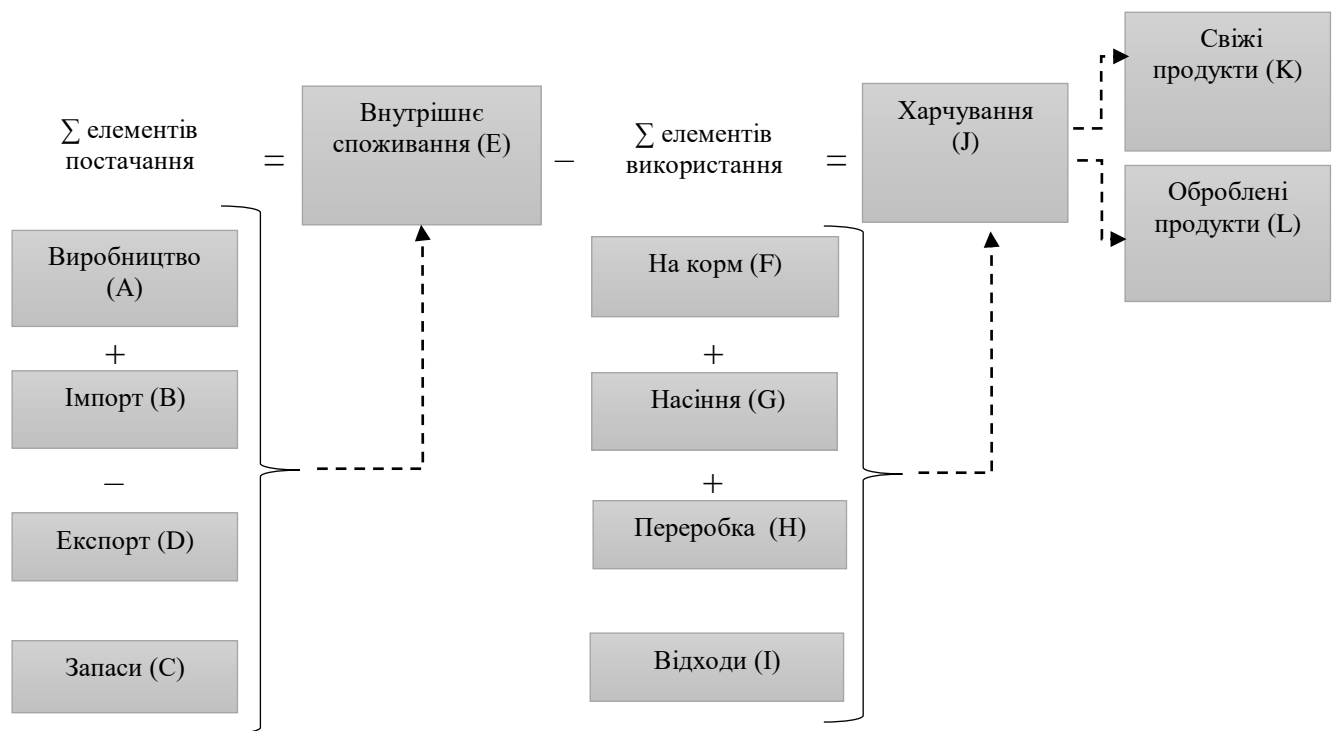 ∑ елементів
постачання
=
Внутрішнє
споживання (E)
–
∑ елементів
використання
=
Харчування
(J)
Свіжі
продукти (K)
Оброблені
продукти (L)
Виробництво
(A)
+
Імпорт (B)
–
Експорт (D)
Запаси (C)
На корм (F)
+
Насіння (G)
+
Переробка  (H)
Відходи (I)